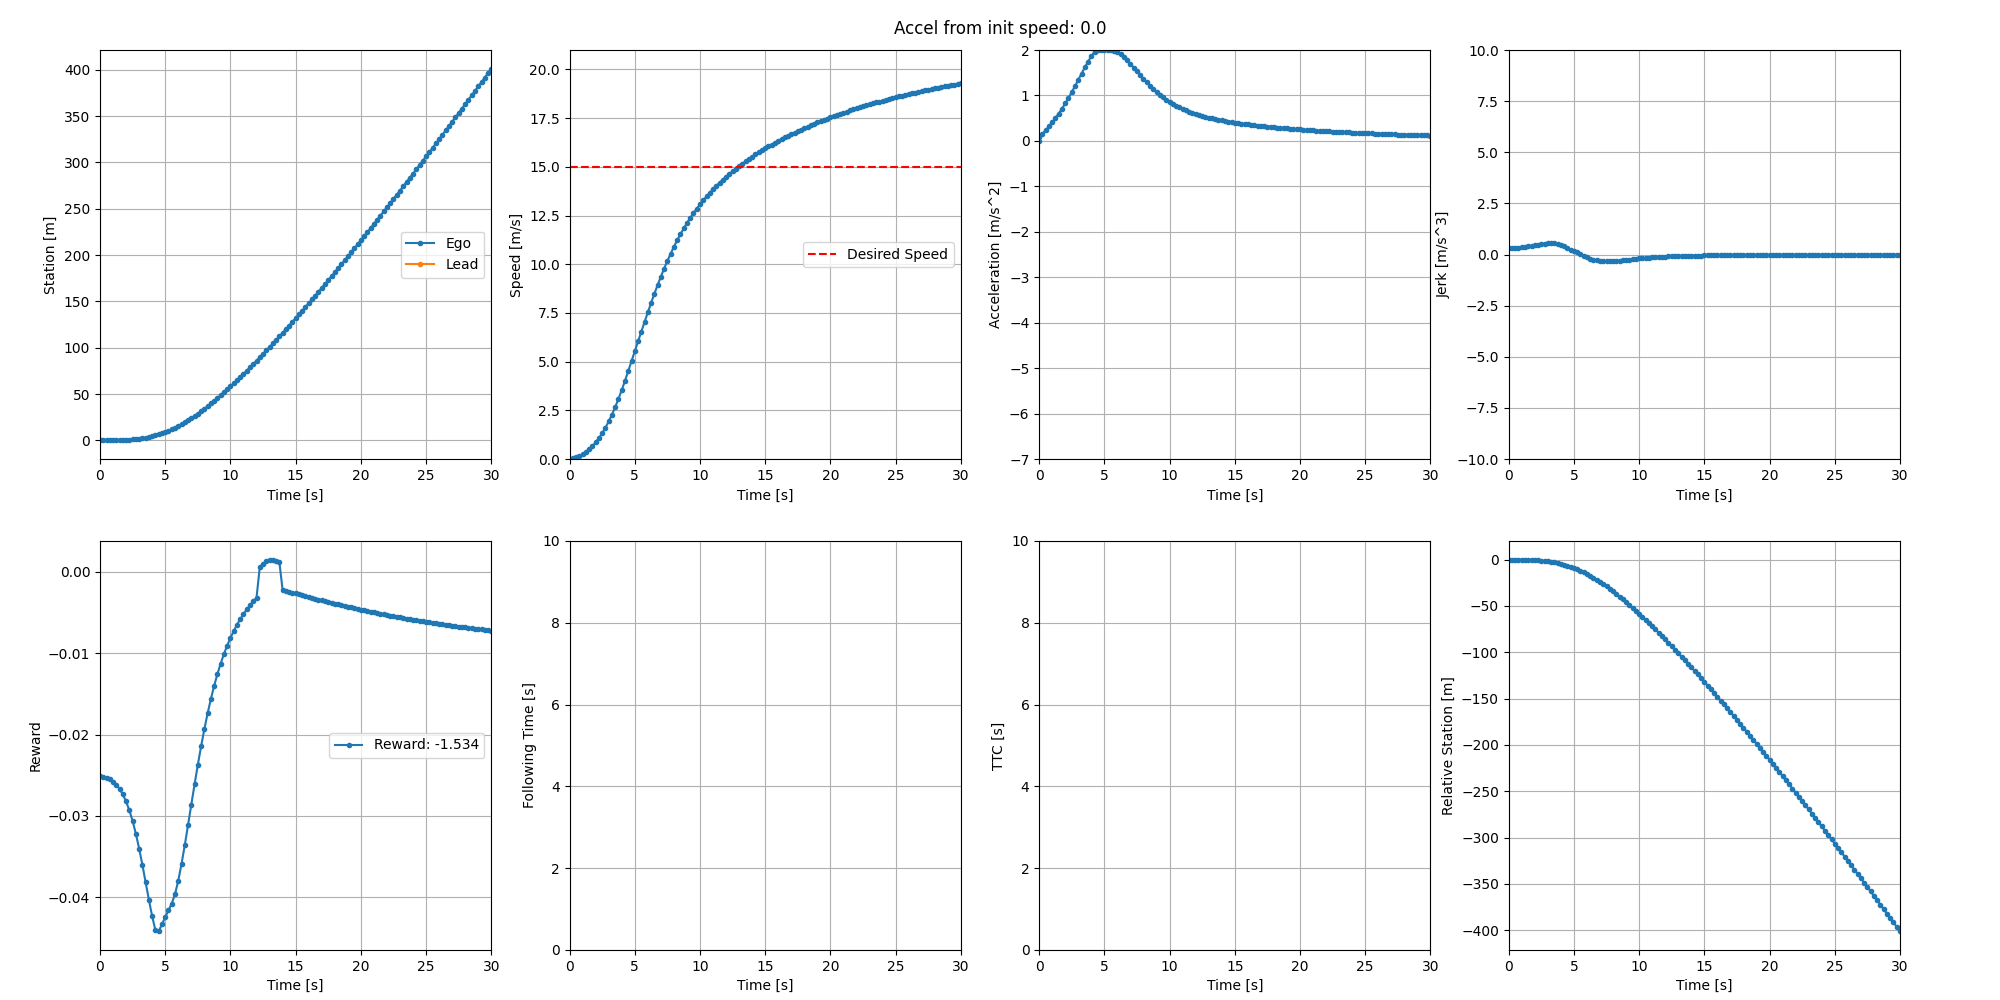 Accel from init speed: 0.0
400
350
300
250
200
150
100
50
0
Station [m]
Ego
Lead
0 5 10 15 20 25 30
Time [s]
20.0
17.5
15.0
12.5
10.0
7.5
5.0
2.5
0.0
Speed [m/s]
Desired Speed
0 5 10 15 20 25 30
Time [s]
2
1
0
−1
−2
−3
−4
−5
−6
−7
Acceleration [m/s^2]
0 5 10 15 20 25 30
Time [s]
10.0
7.5
5.0
2.5
0.0
−2.5
−5.0
−7.5
−10.0
Jerk [m/s^3]
0 5 10 15 20 25 30
Time [s]
0.00
−0.01
−0.02
−0.03
−0.04
Reward
Reward: -1.534
0 5 10 15 20 25 30
Time [s]
10
8
6
4
2
0
Following Time [s]
0 5 10 15 20 25 30
Time [s]
10
8
6
4
2
0
TTC [s]
0 5 10 15 20 25 30
Time [s]
0
−50
−100
−150
−200
−250
−300
−350
−400
Relative Station [m]
0 5 10 15 20 25 30
Time [s]